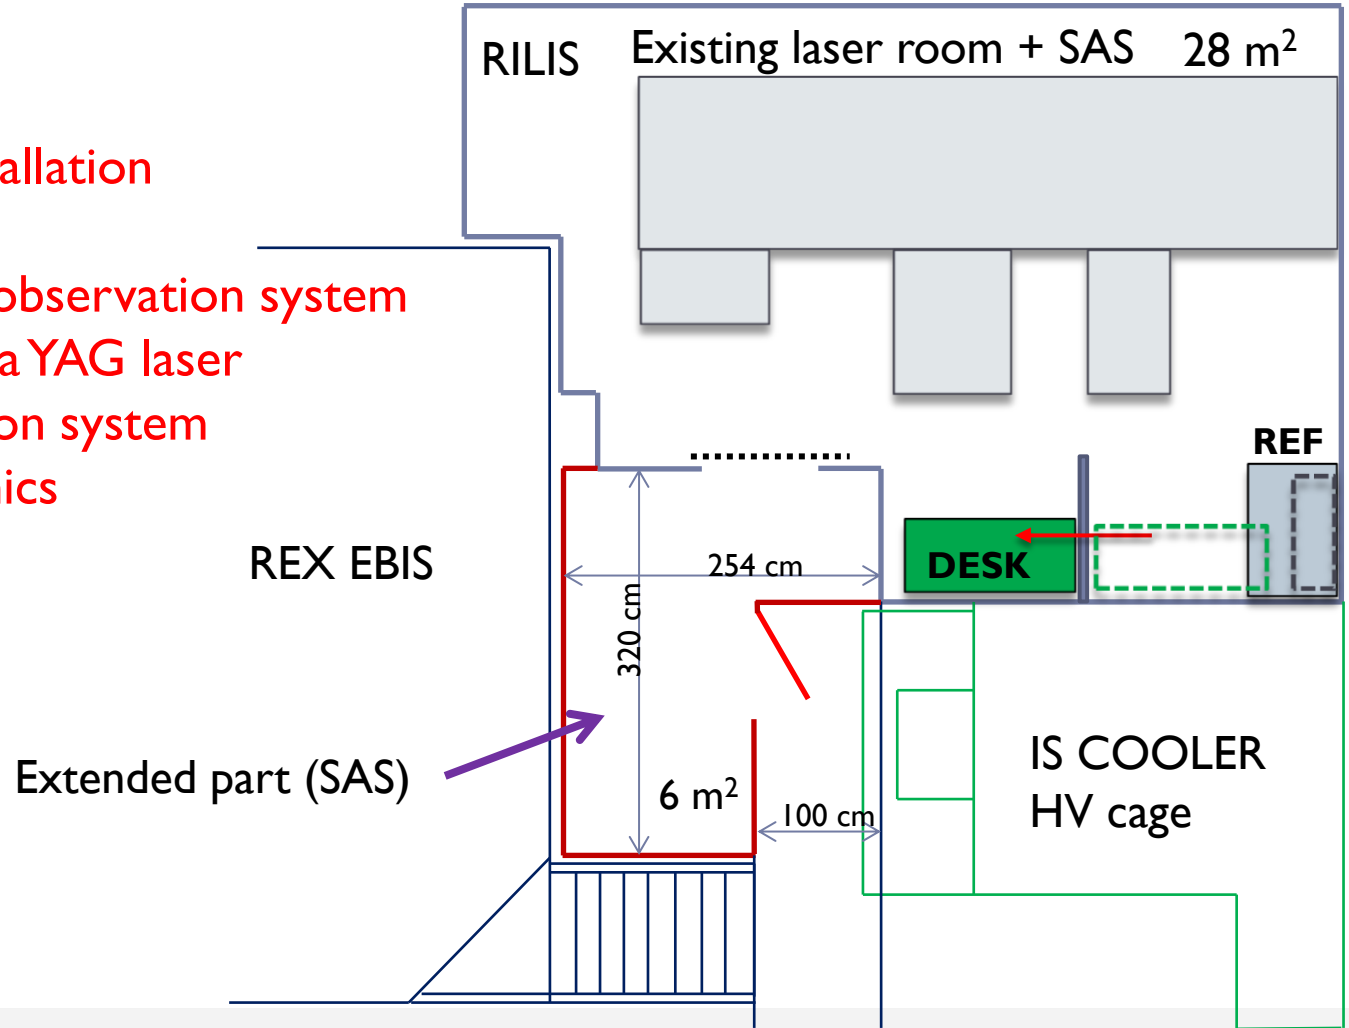 RILIS
Existing laser room + SAS 28 m²
allation
observation system
a YAG laser
on system
nics
REF
DESK
REX EBIS
254 cm
320 cm
Extended part (SAS)
6 m²
100 cm
IS COOLER
HV cage